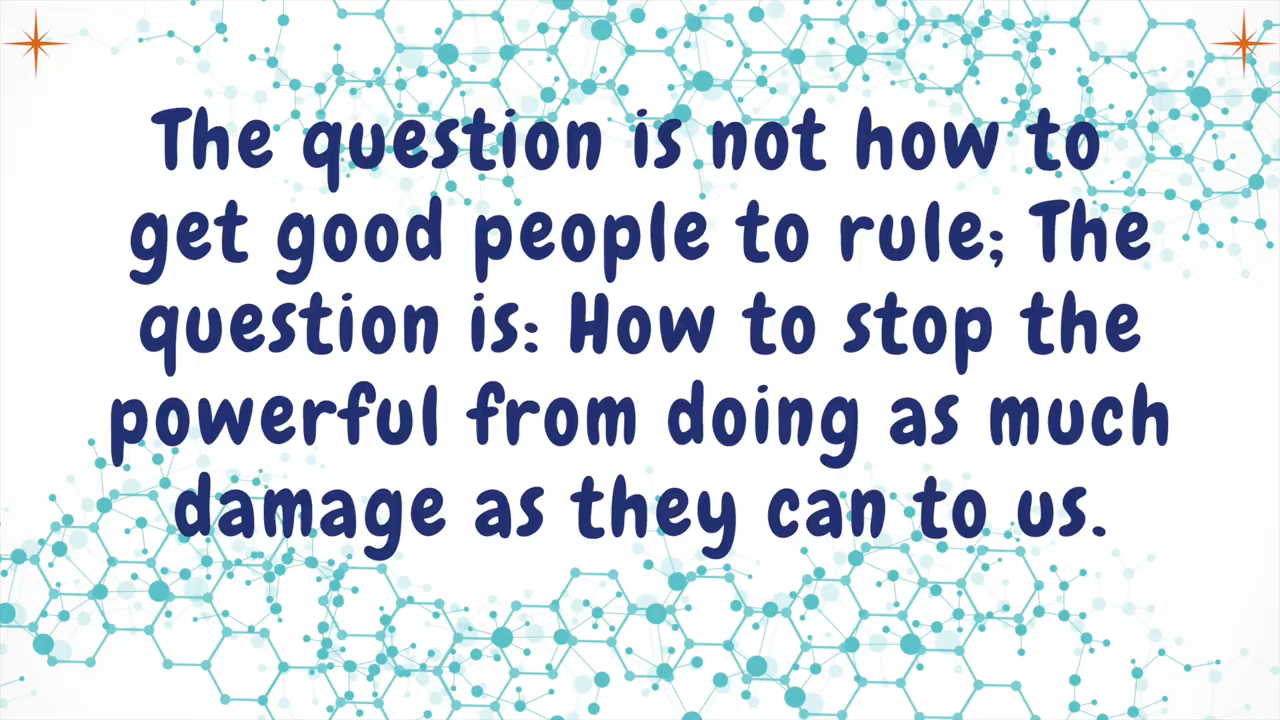 The question is not how to
get good people to rule; The
question is: How to stop the
powerful from doing as much
damage as they can to us.